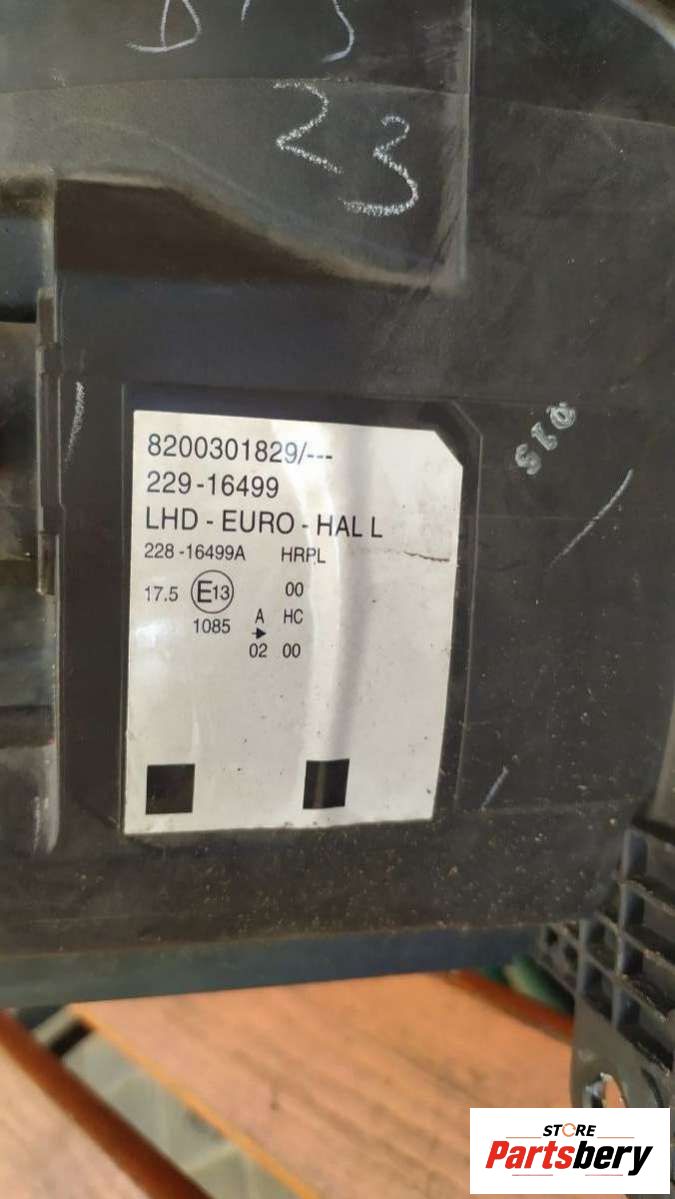 23
8200301829/---
229-16499
LHD - EURO - HAL L
228-16499A HRPL
17.5 E13 00
1085 A HC
02 00
STORE
Partsbery